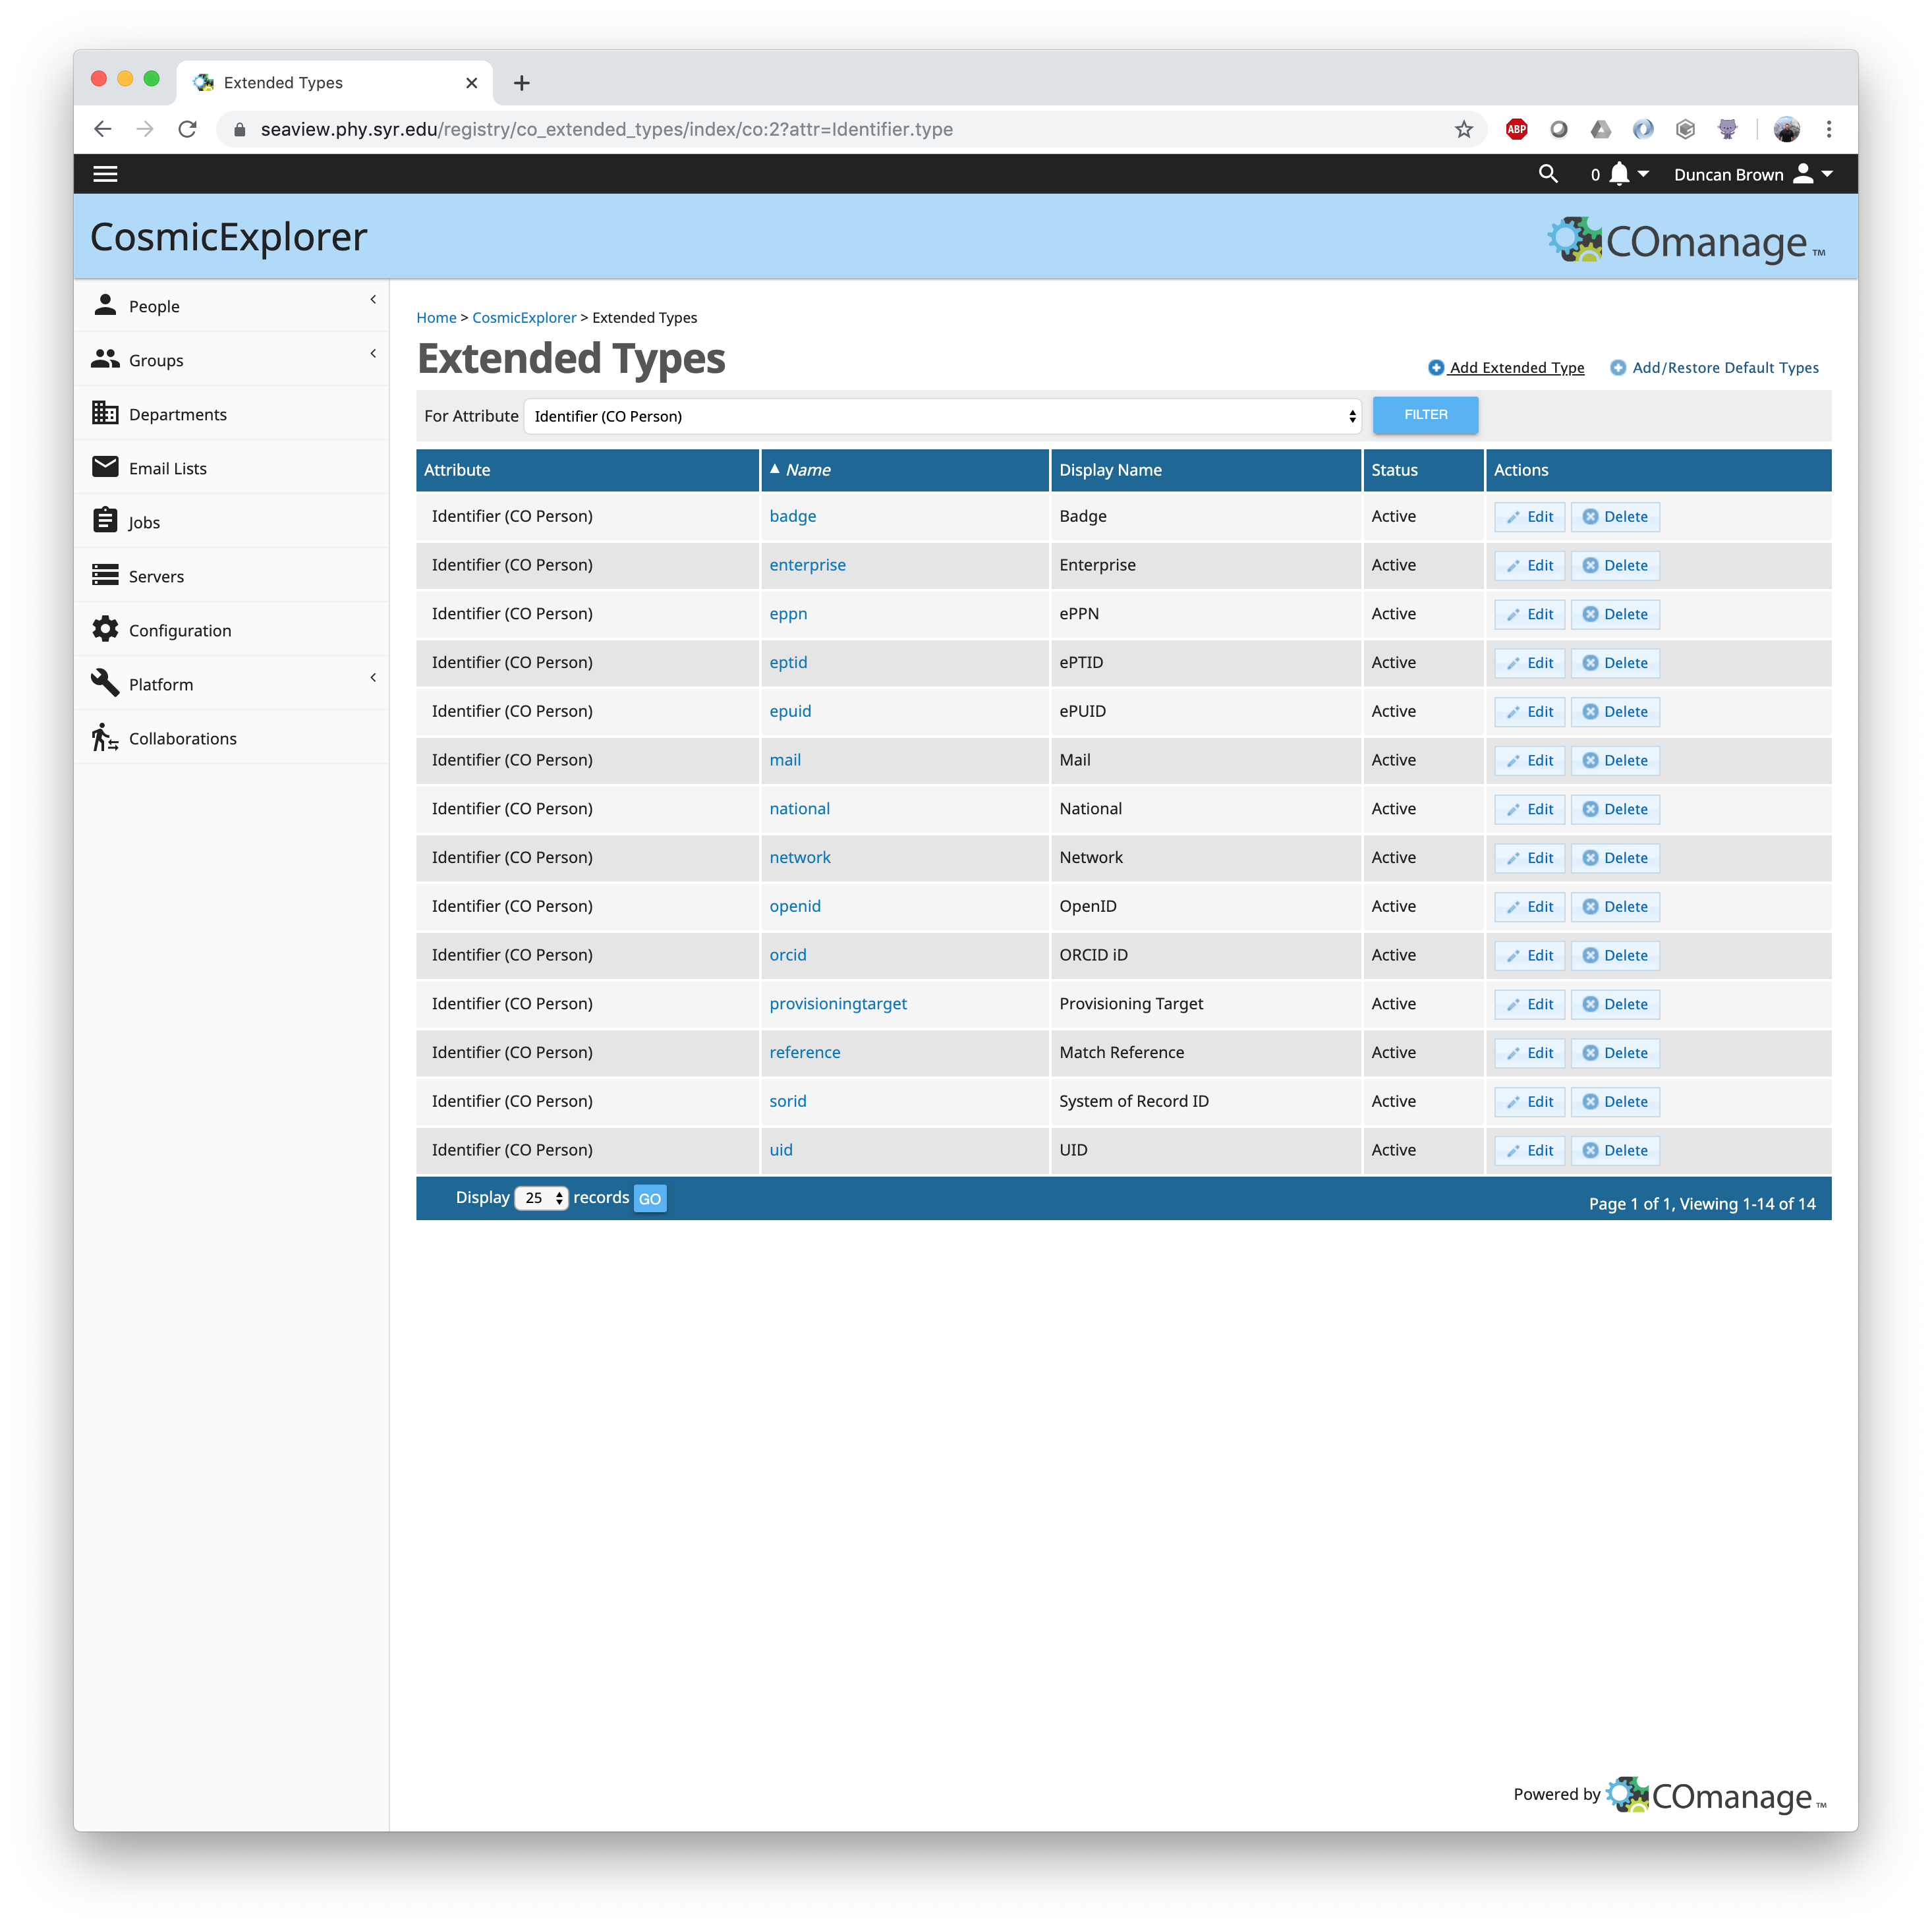 Extended Types
seaview.phy.syr.edu/registry/co_extended_types/index/co:2?attr=Identifier.type
ABP
0
Duncan Brown
CosmicExplorer
COmanage™
People
Groups
Departments
Email Lists
Jobs
Servers
Configuration
Platform
Collaborations
Home > CosmicExplorer > Extended Types
Extended Types
Add Extended Type
Add/Restore Default Types
For Attribute Identifier (CO Person) FILTER
Attribute Name Display Name Status Actions
Identifier (CO Person) badge Badge Active Edit Delete
Identifier (CO Person) enterprise Enterprise Active Edit Delete
Identifier (CO Person) eppn ePPN Active Edit Delete
Identifier (CO Person) eptid ePTID Active Edit Delete
Identifier (CO Person) epuid ePUID Active Edit Delete
Identifier (CO Person) mail Mail Active Edit Delete
Identifier (CO Person) national National Active Edit Delete
Identifier (CO Person) network Network Active Edit Delete
Identifier (CO Person) openid OpenID Active Edit Delete
Identifier (CO Person) orcid ORCID iD Active Edit Delete
Identifier (CO Person) provisioningtarget Provisioning Target Active Edit Delete
Identifier (CO Person) reference Match Reference Active Edit Delete
Identifier (CO Person) sorid System of Record ID Active Edit Delete
Identifier (CO Person) uid UID Active Edit Delete
Display 25 records GO
Page 1 of 1, Viewing 1-14 of 14
Powered by COmanage™